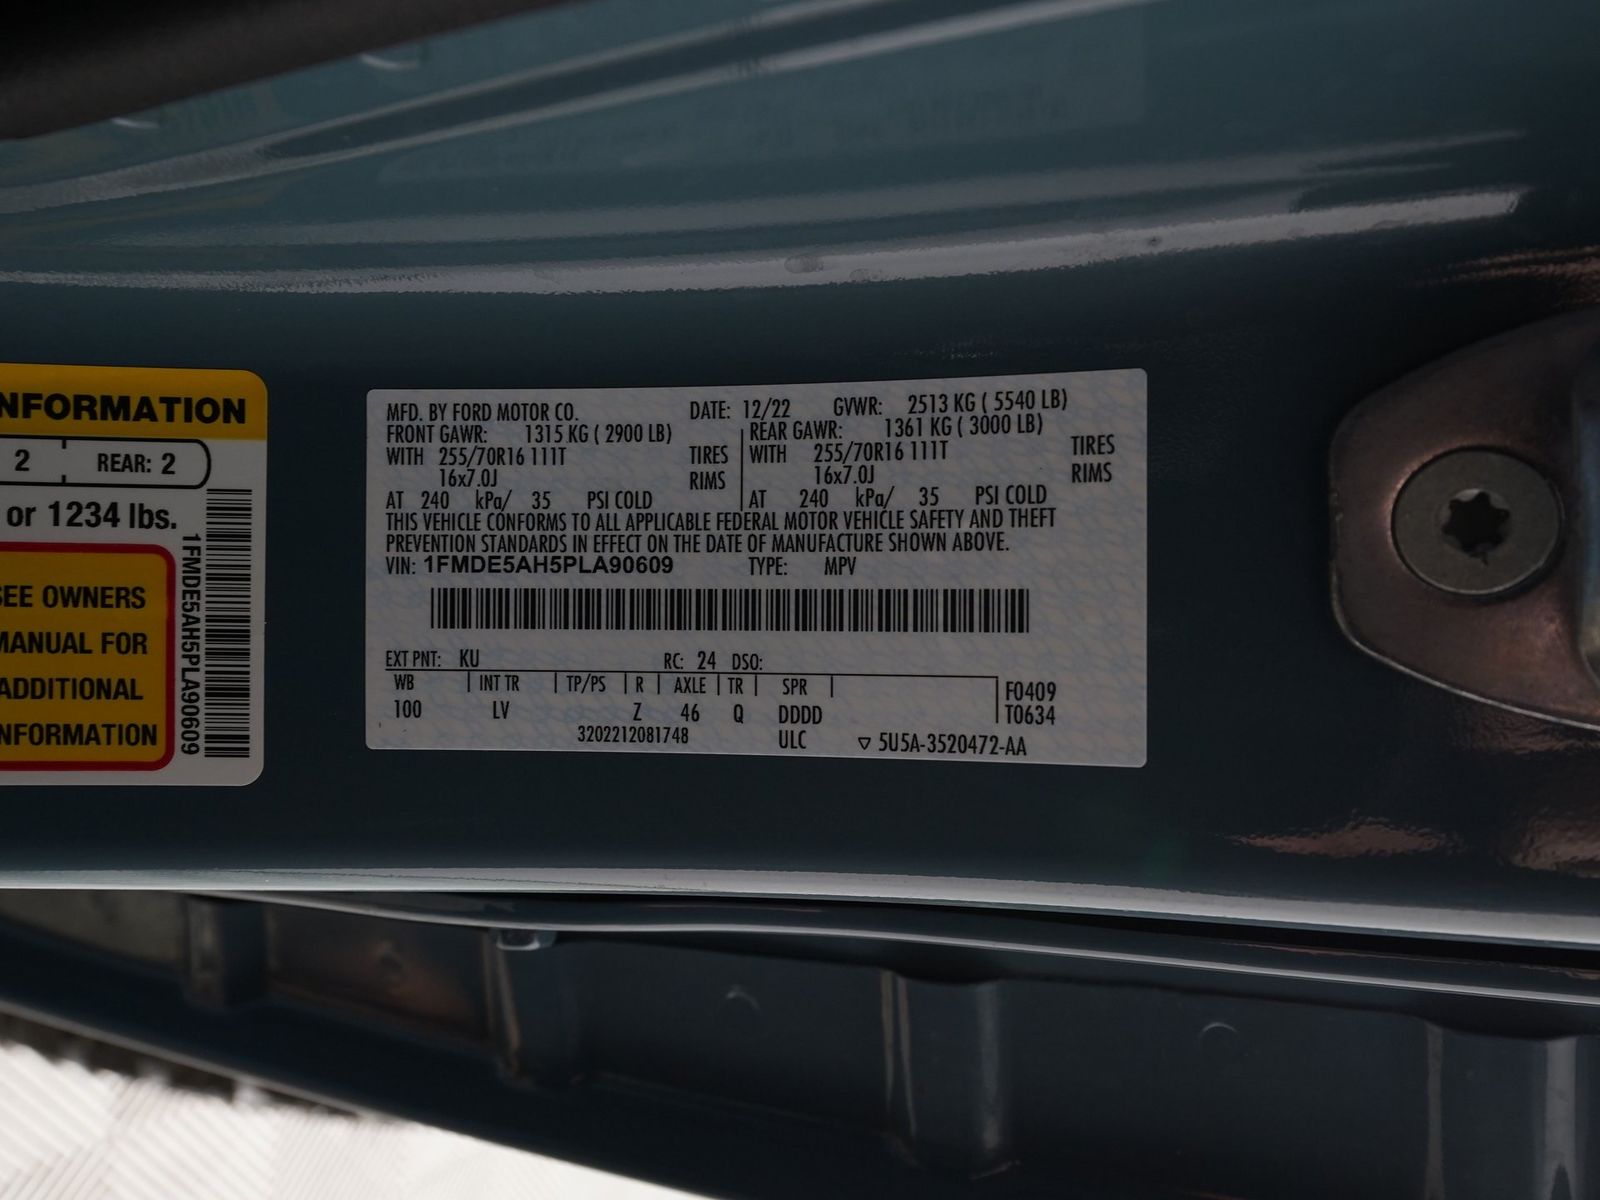 NFORMATION
2 REAR: 2
or 1234 lbs.
SEE OWNERS
MANUAL FOR
ADDITIONAL
NFORMATION
1FMDE5AH5PLA90609
MFD. BY FORD MOTOR CO. DATE: 12/22 GVWR: 2513 KG ( 5540 LB)
FRONT GAWR: 1315 KG ( 2900 LB) REAR GAWR: 1361 KG ( 3000 LB)
WITH 255/70R16 111T TIRES WITH 255/70R16 111T TIRES
16x7.0J RIMS 16x7.0J RIMS
AT 240 kPa/ 35 PSI COLD AT 240 kPa/ 35 PSI COLD
THIS VEHICLE CONFORMS TO ALL APPLICABLE FEDERAL MOTOR VEHICLE SAFETY AND THEFT
PREVENTION STANDARDS IN EFFECT ON THE DATE OF MANUFACTURE SHOWN ABOVE.
VIN: 1FMDE5AH5PLA90609 TYPE: MPV
EXT PNT: KU RC: 24 DSO:
WB INT TR TP/PS R AXLE TR SPR F0409
100 LV Z 46 Q DDDD T0634
3202212081748 ULC ▽ 5U5A-3520472-AA